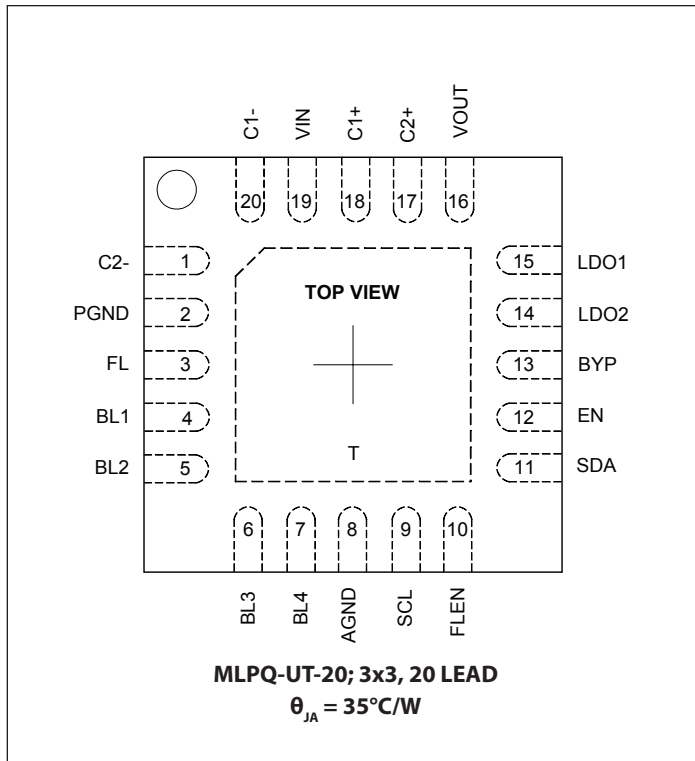 C1-
VIN
C1+
C2+
VOUT
20
19
18
17
16
C2- 1
PGND 2
FL 3
BL1 4
BL2 5
TOP VIEW
T
15 LDO1
14 LDO2
13 BYP
12 EN
11 SDA
6
7
8
9
10
BL3
BL4
AGND
SCL
FLEN
MLPQ-UT-20; 3x3, 20 LEAD
θJA = 35°C/W